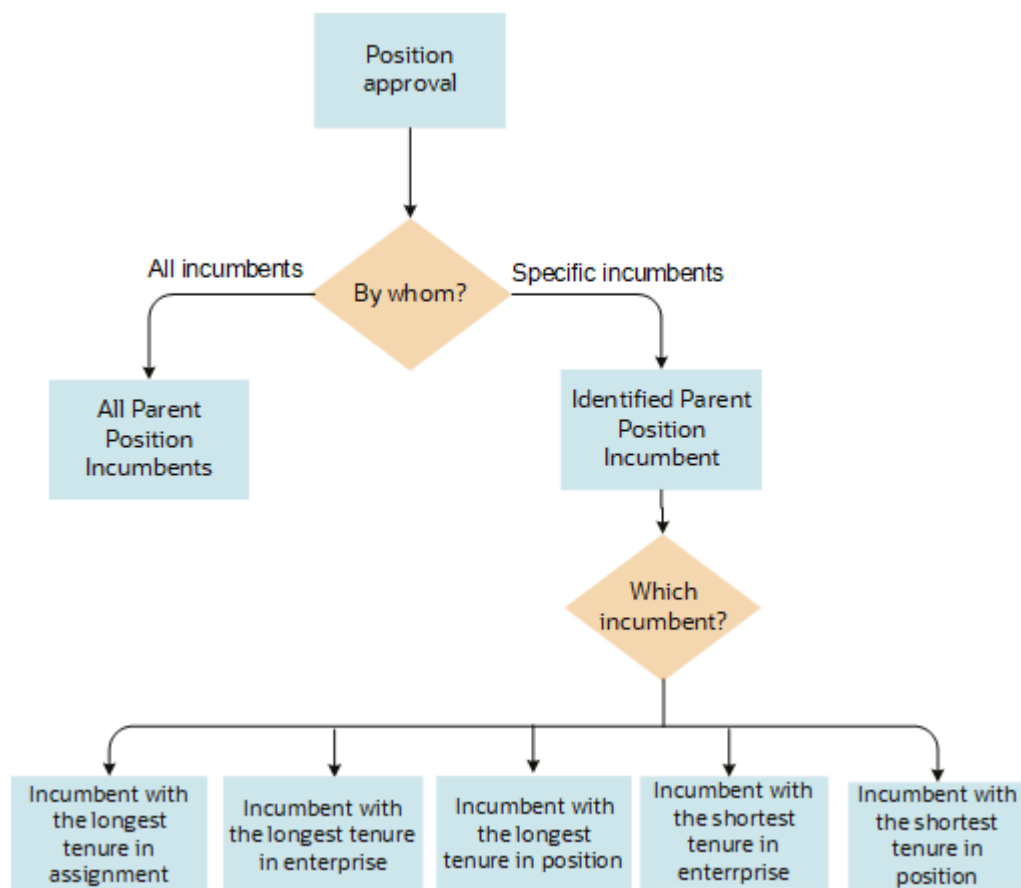 Position
approval
All incumbents
By whom?
Specific incumbents
All Parent
Position
Incumbents
Identified Parent
Position
Incumbent
Which
incumbent?
Incumbent with
the longest
tenure in
assignment
Incumbent with
the longest tenure
in enterprise
Incumbent with
the longest
tenure in position
Incumbent with
the shortest
tenure in
enterrprise
Incumbent with
the shortest
tenure in
position